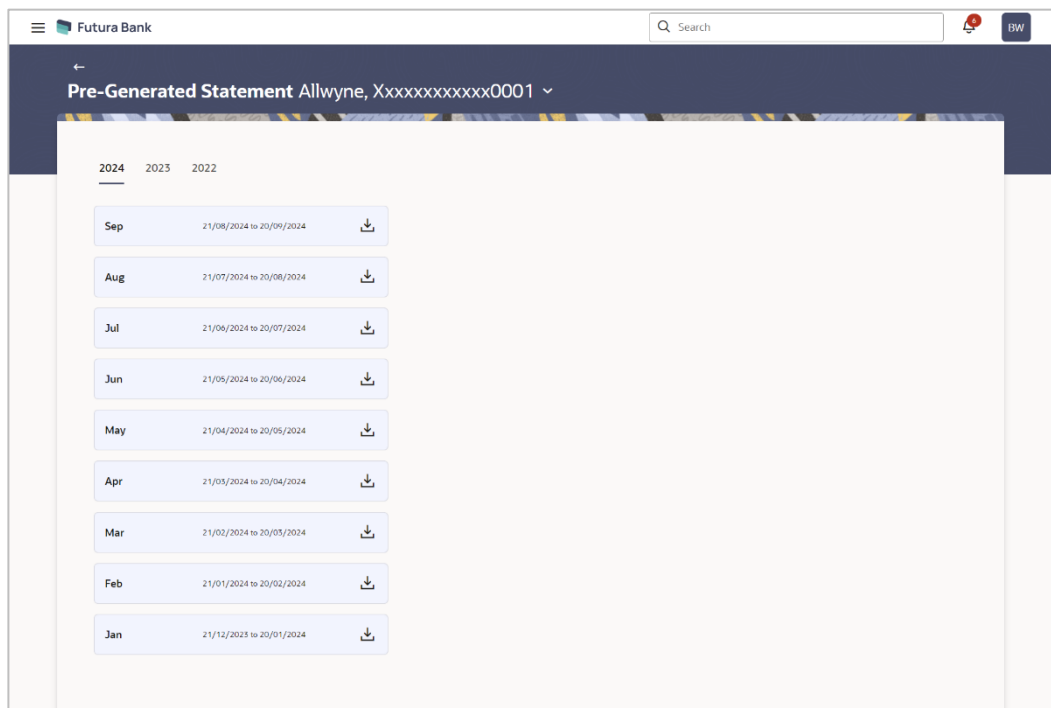 Futura Bank
Search
6
BW
Pre-Generated Statement Allwyne, Xxxxxxxxxxxx0001
2024 2023 2022
Sep 21/08/2024 to 20/09/2024
Aug 21/07/2024 to 20/08/2024
Jul 21/06/2024 to 20/07/2024
Jun 21/05/2024 to 20/06/2024
May 21/04/2024 to 20/05/2024
Apr 21/03/2024 to 20/04/2024
Mar 21/02/2024 to 20/03/2024
Feb 21/01/2024 to 20/02/2024
Jan 21/12/2023 to 20/01/2024